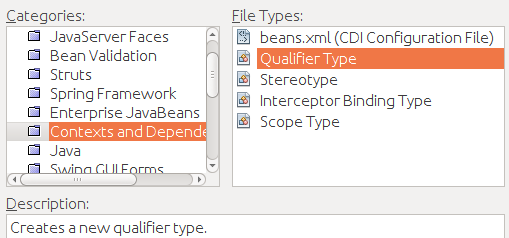 Categories:
JavaServer Faces
Bean Validation
Struts
Spring Framework
Enterprise JavaBeans
Contexts and Depende
Java
Swing GUI Forms
File Types:
beans.xml (CDI Configuration File)
Qualifier Type
Stereotype
Interceptor Binding Type
Scope Type
Description:
Creates a new qualifier type.